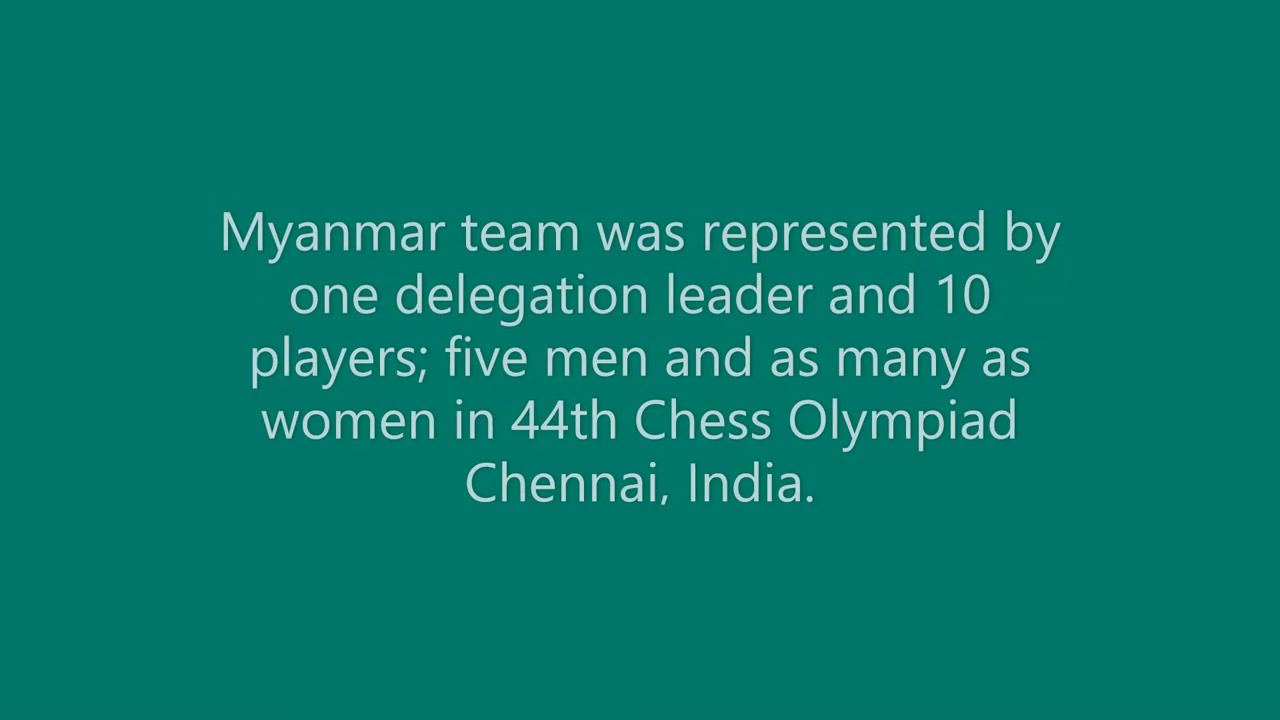 Myanmar team was represented by
one delegation leader and 10
players; five men and as many as
women in 44th Chess Olympiad
Chennai, India.